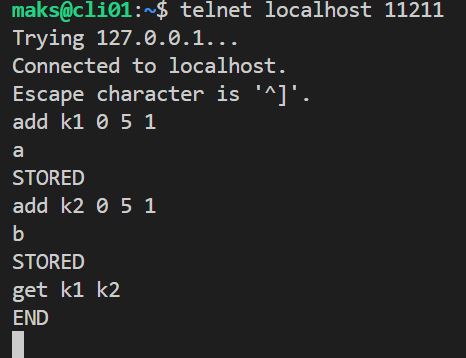 maks@cli01:~$ telnet localhost 11211
Trying 127.0.0.1...
Connected to localhost.
Escape character is '^]'.
add k1 0 5 1
a
STORED
add k2 0 5 1
b
STORED
get k1 k2
END